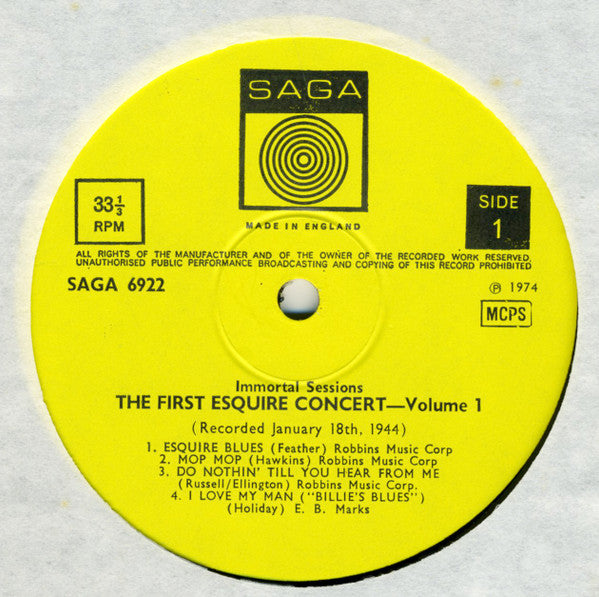 SAGA
33⅓
RPM
SIDE
1
MADE IN ENGLAND
ALL RIGHTS OF THE MANUFACTURER AND OF THE OWNER OF THE RECORDED WORK RESERVED.
UNAUTHORISED PUBLIC PERFORMANCE BROADCASTING AND COPYING OF THIS RECORD PROHIBITED
SAGA 6922
℗ 1974
MCPS
Immortal Sessions
THE FIRST ESQUIRE CONCERT—Volume 1
(Recorded January 18th, 1944)
1. ESQUIRE BLUES (Feather) Robbins Music Corp
2. MOP MOP (Hawkins) Robbins Music Corp
3. DO NOTHIN' TILL YOU HEAR FROM ME
(Russell/Ellington) Robbins Music Corp.
4. I LOVE MY MAN ("BILLIE'S BLUES")
(Holiday) E. B. Marks